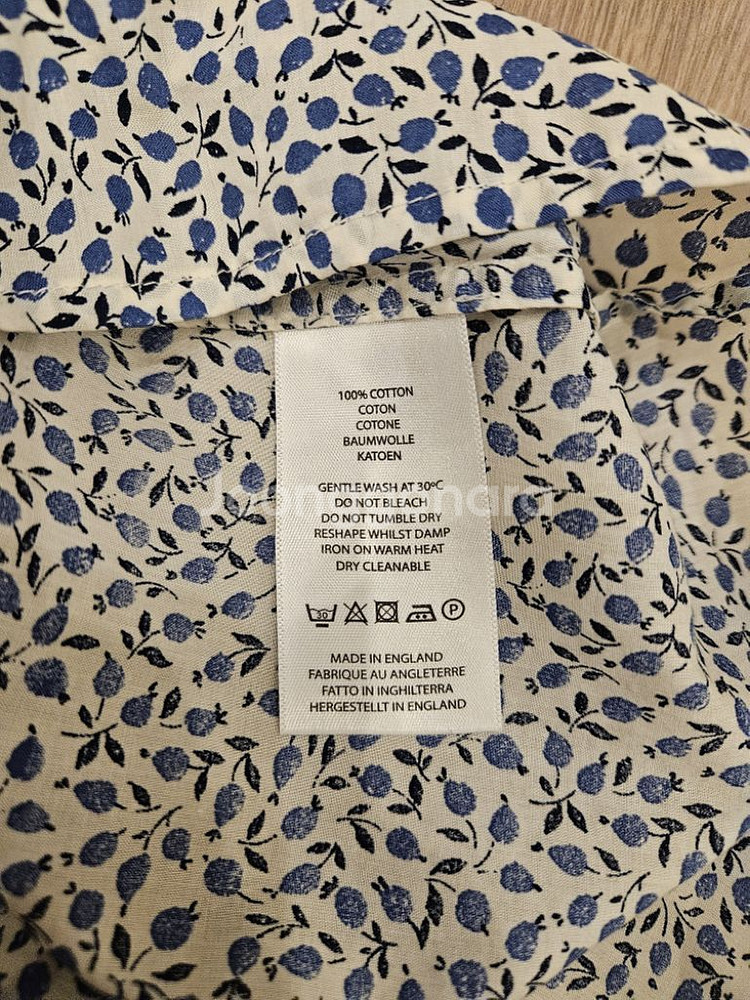 100% COTTON
COTON
COTONE
BAUMWOLLE
KATOEN
GENTLE WASH AT 30ºC
DO NOT BLEACH
DO NOT TUMBLE DRY
RESHAPE WHILST DAMP
IRON ON WARM HEAT
DRY CLEANABLE
30 P
MADE IN ENGLAND
FABRIQUE AU ANGLETERRE
FATTO IN INGHILTERRA
HERGESTELLT IN ENGLAND